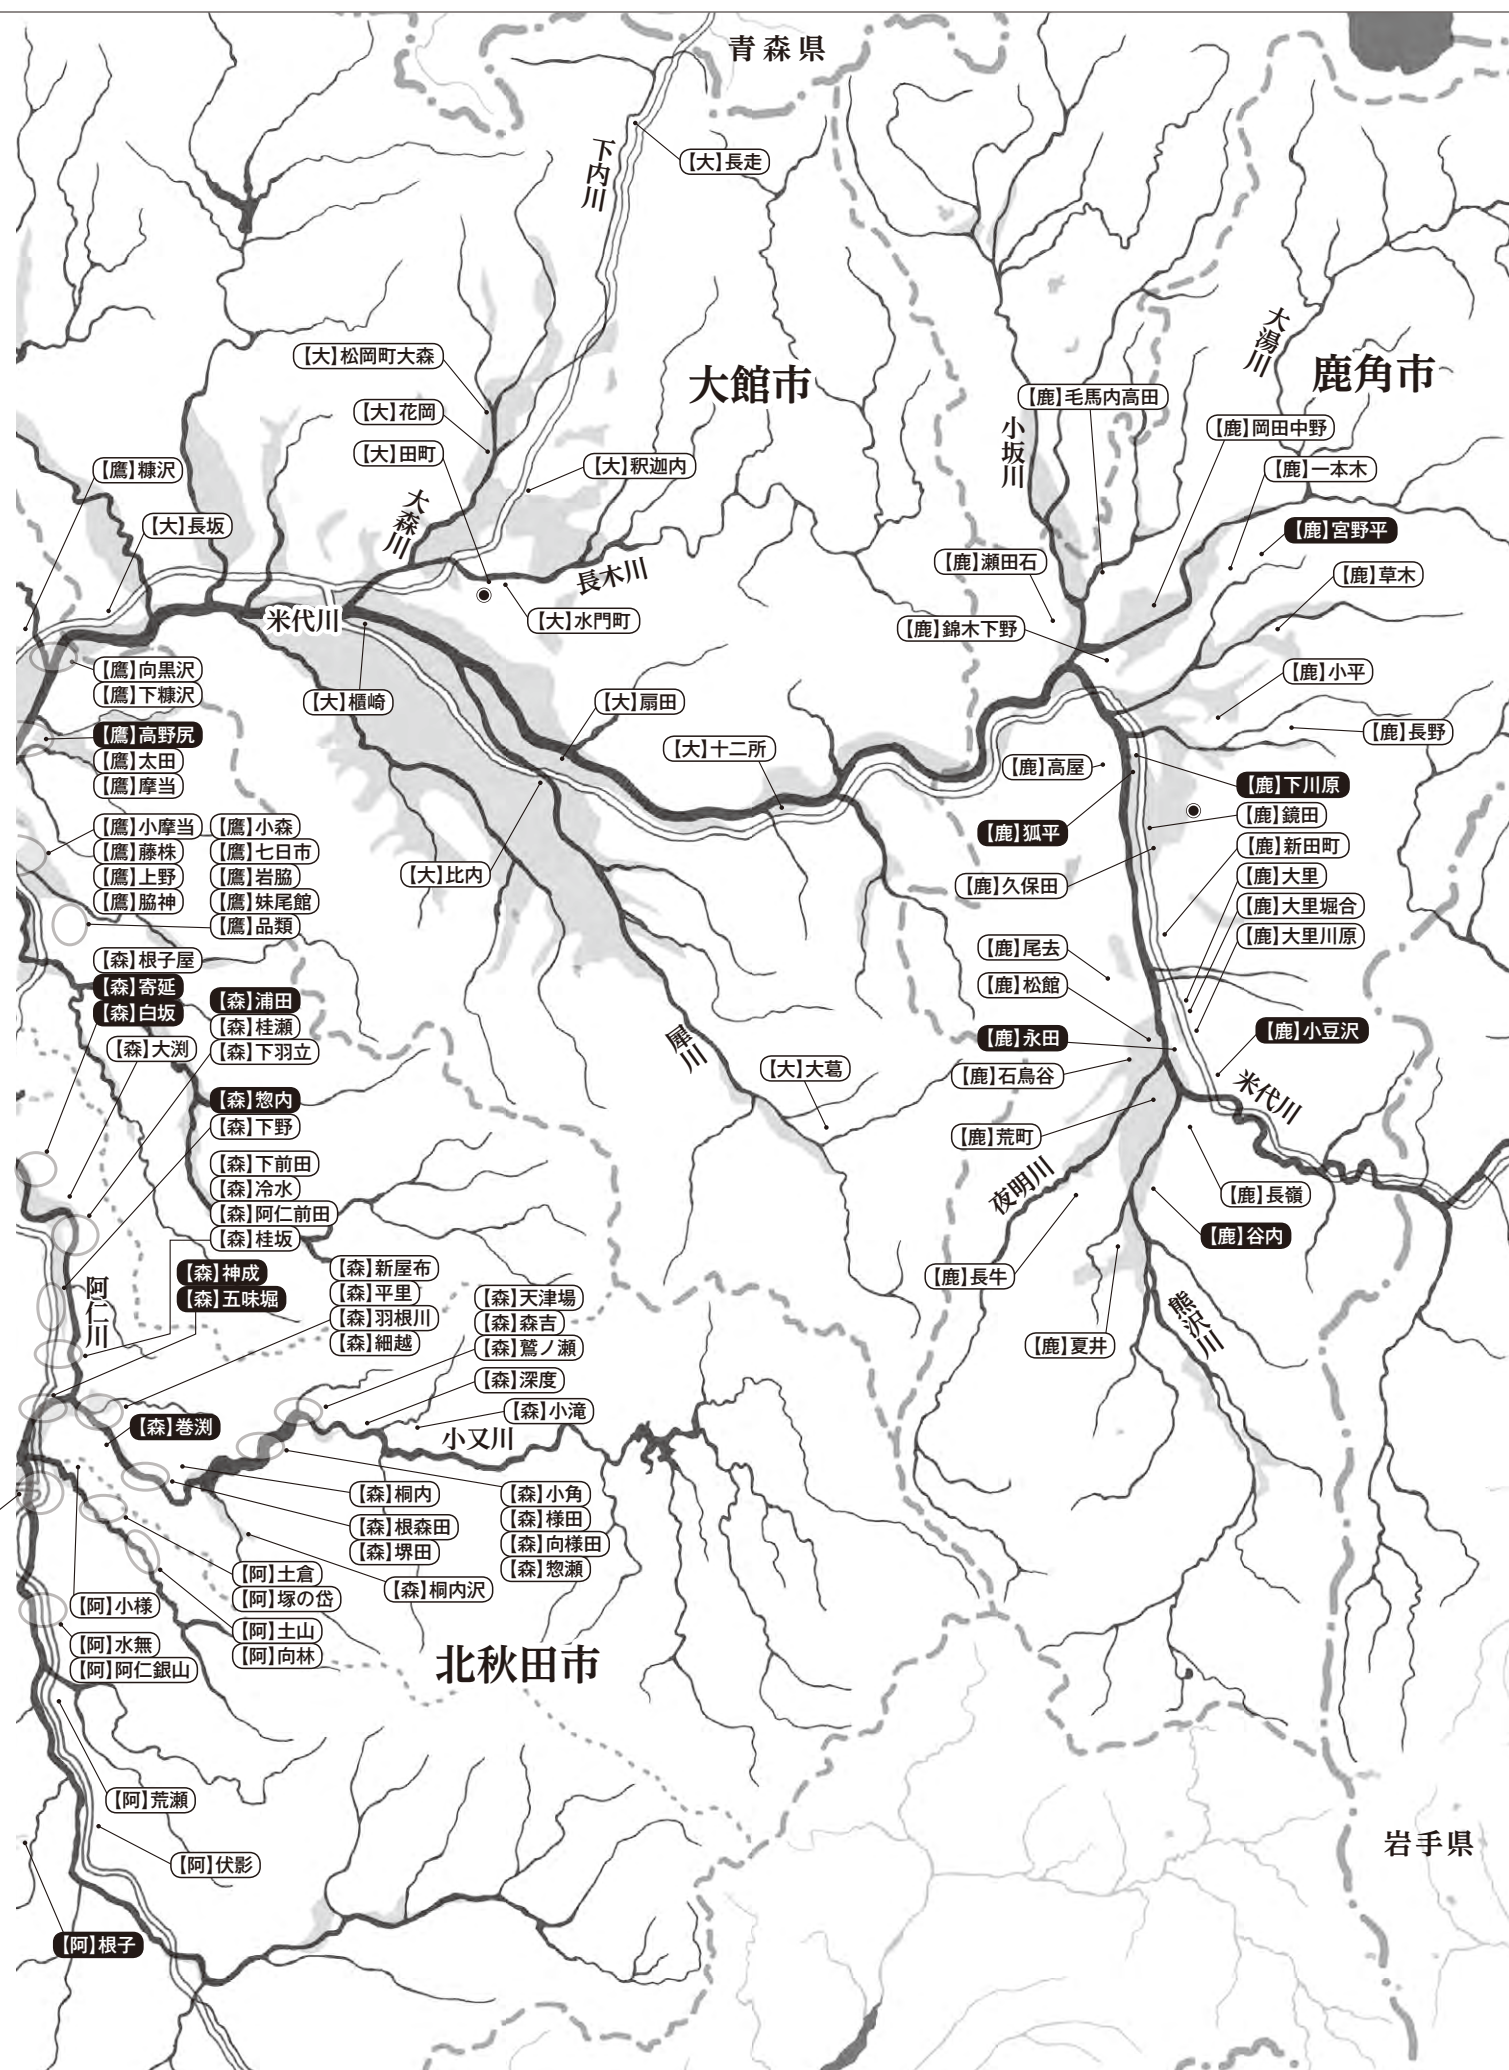 青森県
下内川
【大】長走
大湯川
【大】松岡町大森
大館市
鹿角市
【鹿】毛馬内高田
【大】花岡
【鹿】岡田中野
小坂川
【大】田町
【大】釈迦内
【鹿】一本木
【鷹】糠沢
大森川
【大】長坂
【鹿】宮野平
【鹿】瀬田石
長木川
【鹿】草木
米代川
【大】水門町
【鹿】錦木下野
【鷹】向黒沢
【鷹】下糠沢
【鹿】小平
【大】櫃崎
【大】扇田
【鹿】長野
【鷹】高野尻
【鷹】太田
【鷹】摩当
【大】十二所
【鹿】高屋
【鹿】下川原
【鹿】鏡田
【鷹】小摩当
【鷹】藤株
【鷹】上野
【鷹】脇神
【鷹】小森
【鷹】七日市
【鷹】岩脇
【鷹】妹尾館
【鷹】品類
【鹿】狐平
【鹿】新田町
【大】比内
【鹿】久保田
【鹿】大里
【鹿】大里堀合
【鹿】大里川原
【森】根子屋
【森】寄延
【森】白坂
【鹿】尾去
【鹿】松館
【森】浦田
【森】桂瀬
【森】下羽立
【森】大渕
犀川
【鹿】永田
【鹿】小豆沢
【大】大葛
【鹿】石鳥谷
米代川
【森】惣内
【森】下野
【鹿】荒町
【森】下前田
【森】冷水
【森】阿仁前田
【森】桂坂
夜明川
【鹿】長嶺
【鹿】谷内
【森】神成
【森】五味堀
阿仁川
【森】新屋布
【森】平里
【森】羽根川
【森】細越
【鹿】長牛
【森】天津場
【森】森吉
【森】鷲ノ瀬
熊沢川
【鹿】夏井
【森】深度
【森】小滝
【森】巻渕
小又川
【森】桐内
【森】根森田
【森】堺田
【森】小角
【森】様田
【森】向様田
【森】惣瀬
【森】桐内沢
【阿】土倉
【阿】塚の岱
【阿】小様
【阿】土山
【阿】向林
【阿】水無
【阿】阿仁銀山
北秋田市
【阿】荒瀬
岩手県
【阿】伏影
【阿】根子